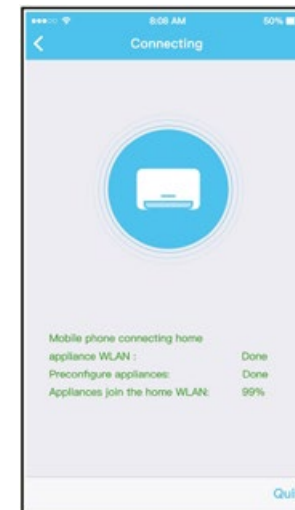 8:08 AM 50%
Connecting
Mobile phone connecting home
appliance WLAN : Done
Preconfigure appliances: Done
Appliances join the home WLAN: 99%
Qui